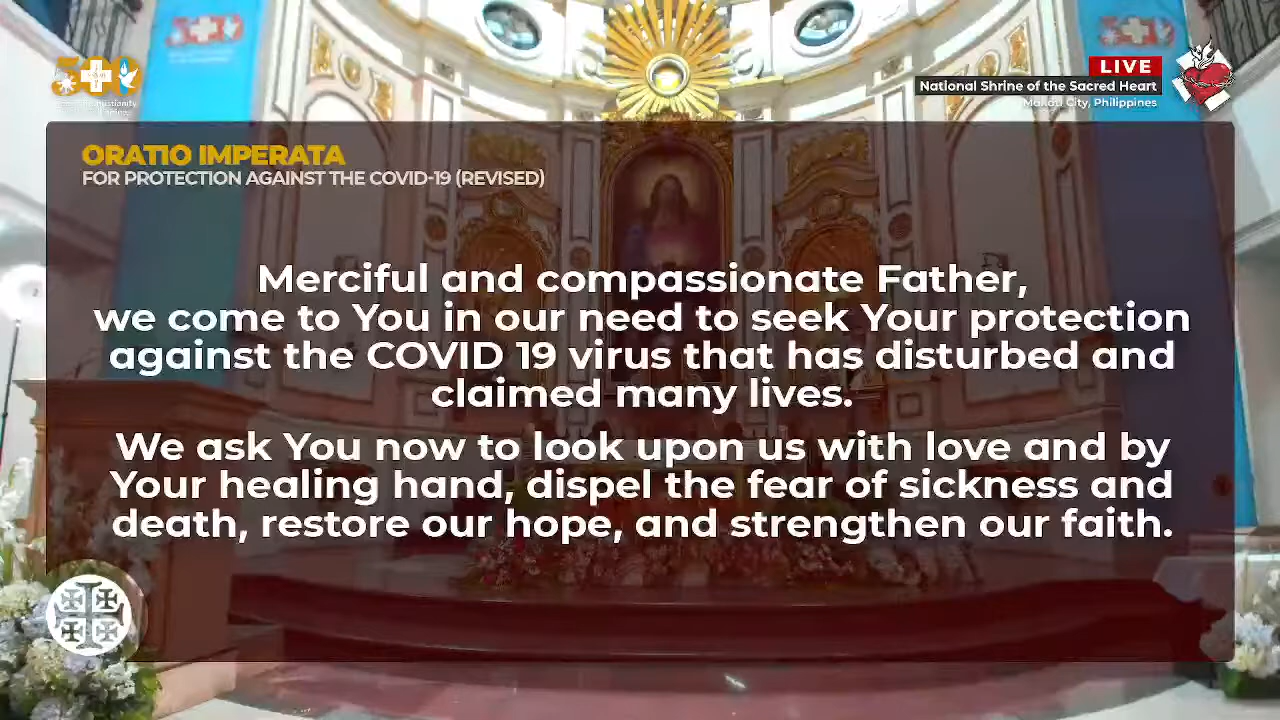 LIVE
National Shrine of the Sacred Heart
Makati City, Philippines
500
ORATIO IMPERATA
FOR PROTECTION AGAINST THE COVID-19 (REVISED)
Merciful and compassionate Father,
we come to You in our need to seek Your protection
against the COVID 19 virus that has disturbed and
claimed many lives.
We ask You now to look upon us with love and by
Your healing hand, dispel the fear of sickness and
death, restore our hope, and strengthen our faith.